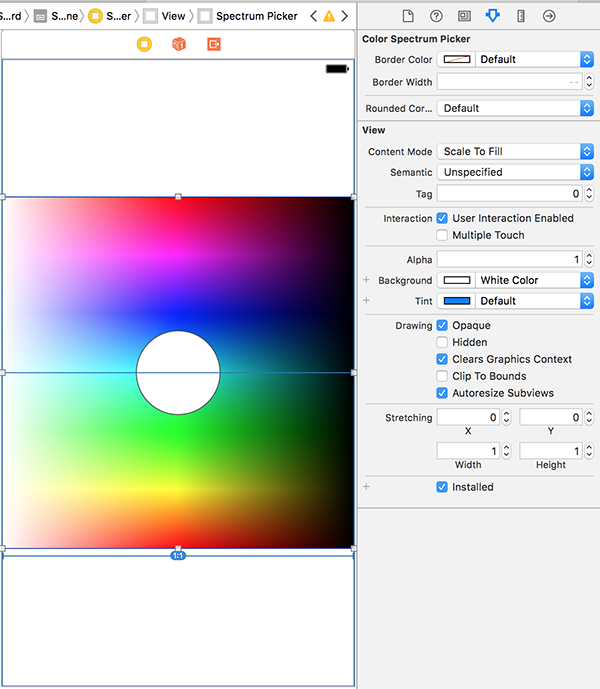 S...rd S...ne S...er View Spectrum Picker
1:1
Color Spectrum Picker
Border Color Default
Border Width --
Rounded Cor... Default
View
Content Mode Scale To Fill
Semantic Unspecified
Tag 0
Interaction User Interaction Enabled
Multiple Touch
Alpha 1
+ Background White Color
+ Tint Default
Drawing Opaque
Hidden
Clears Graphics Context
Clip To Bounds
Autoresize Subviews
Stretching 0 0
X Y
1 1
Width Height
+ Installed